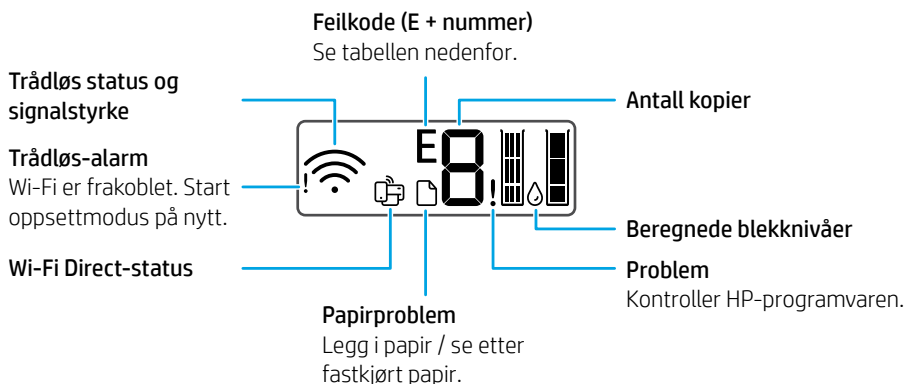 Feilkode (E + nummer)
Se tabellen nedenfor.
Trådløs status og
signalstyrke
Antall kopier
Trådløs-alarm
Wi-Fi er frakoblet. Start
oppsettmodus på nytt.
E8
!
!
Wi-Fi Direct-status
Beregnede blekknivåer
Problem
Kontroller HP-programvaren.
Papirproblem
Legg i papir / se etter
fastkjørt papir.